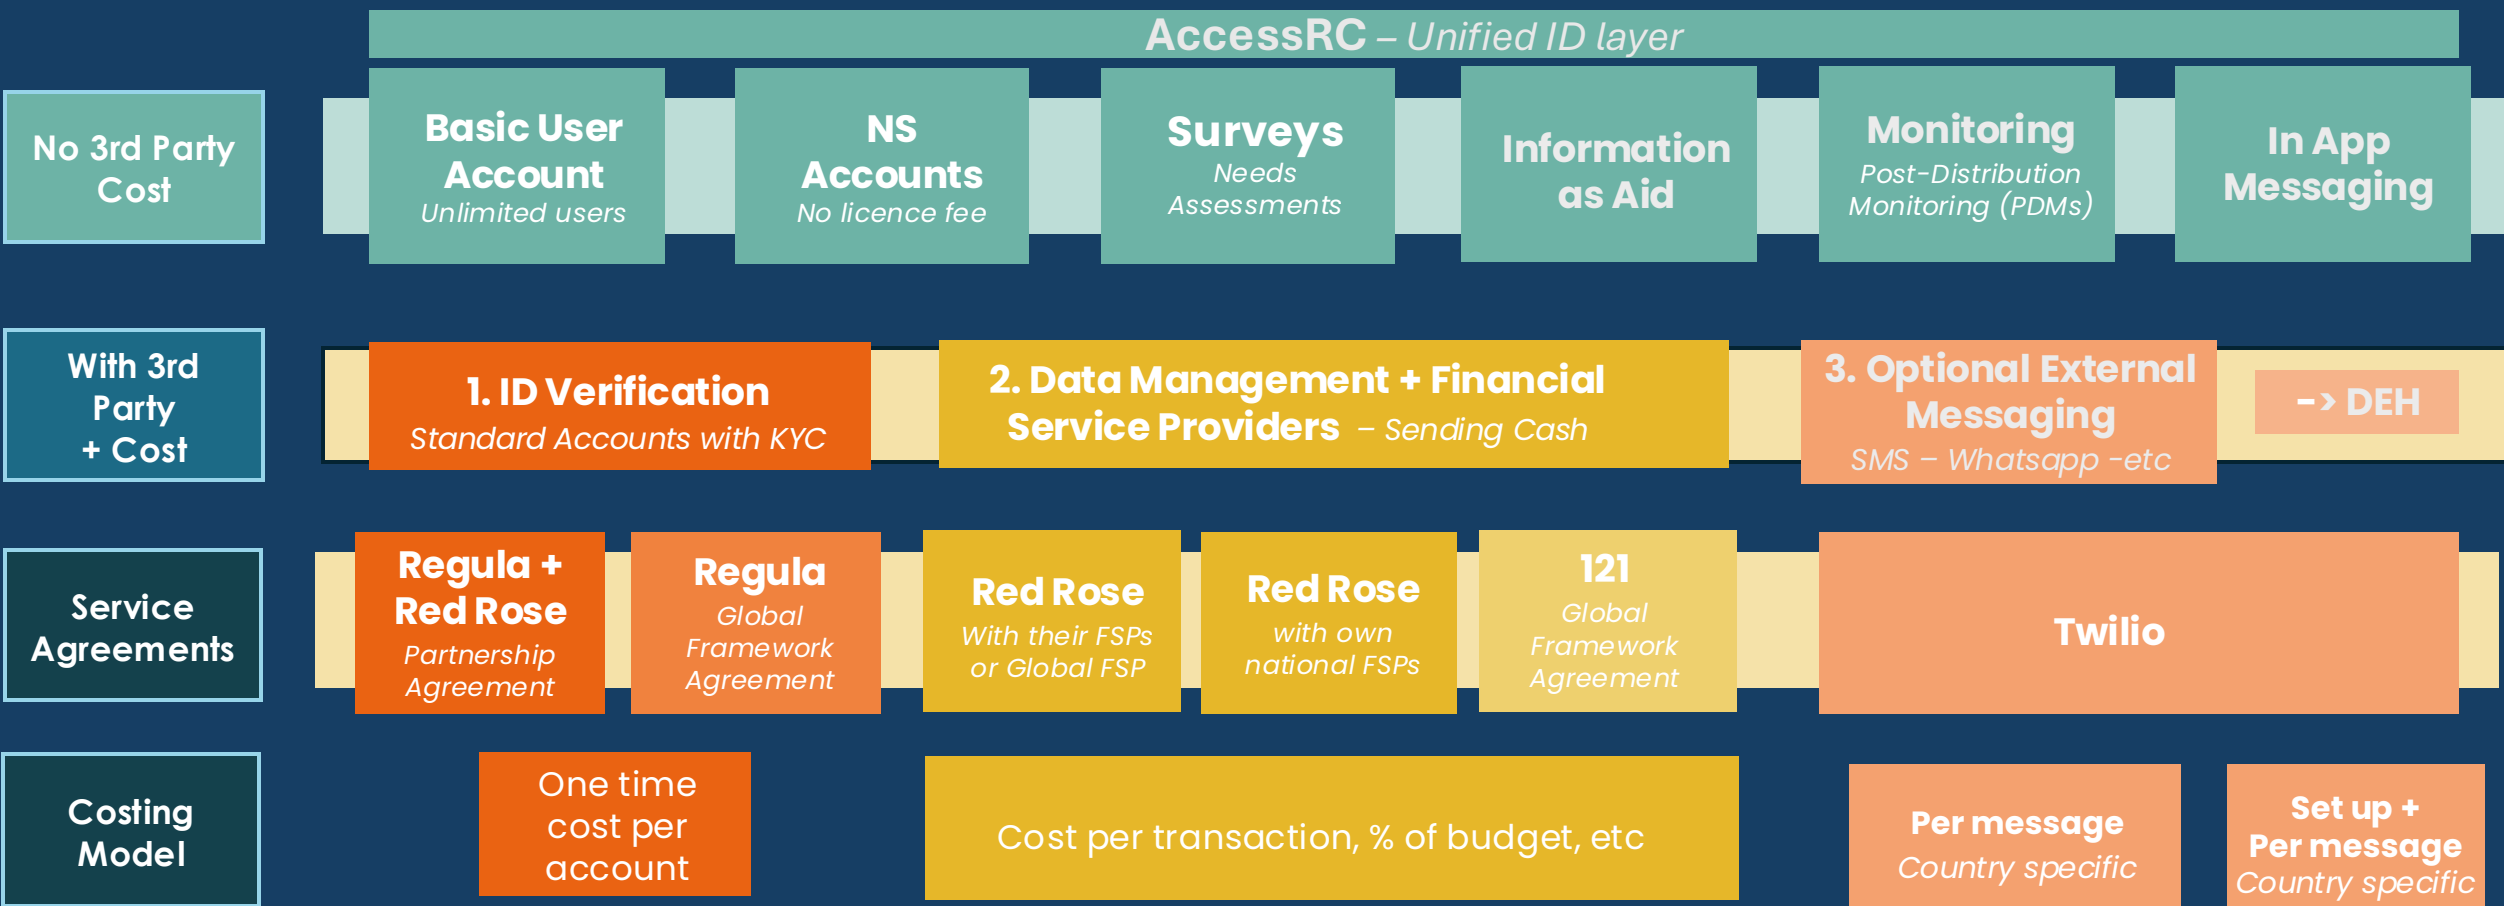 AccessRC – Unified ID layer
No 3rd Party
Cost
Basic User
Account
Unlimited users
NS
Accounts
No licence fee
Surveys
Needs
Assessments
Information
as Aid
Monitoring
Post-Distribution
Monitoring (PDMs)
In App
Messaging
With 3rd
Party
+ Cost
1. ID Verification
Standard Accounts with KYC
2. Data Management + Financial
Service Providers – Sending Cash
3. Optional External
Messaging
SMS – Whatsapp -etc
-> DEH
Service
Agreements
Regula +
Red Rose
Partnership
Agreement
Regula
Global
Framework
Agreement
Red Rose
With their FSPs
or Global FSP
Red Rose
with own
national FSPs
121
Global
Framework
Agreement
Twilio
Costing
Model
One time
cost per
account
Cost per transaction, % of budget, etc
Per message
Country specific
Set up +
Per message
Country specific